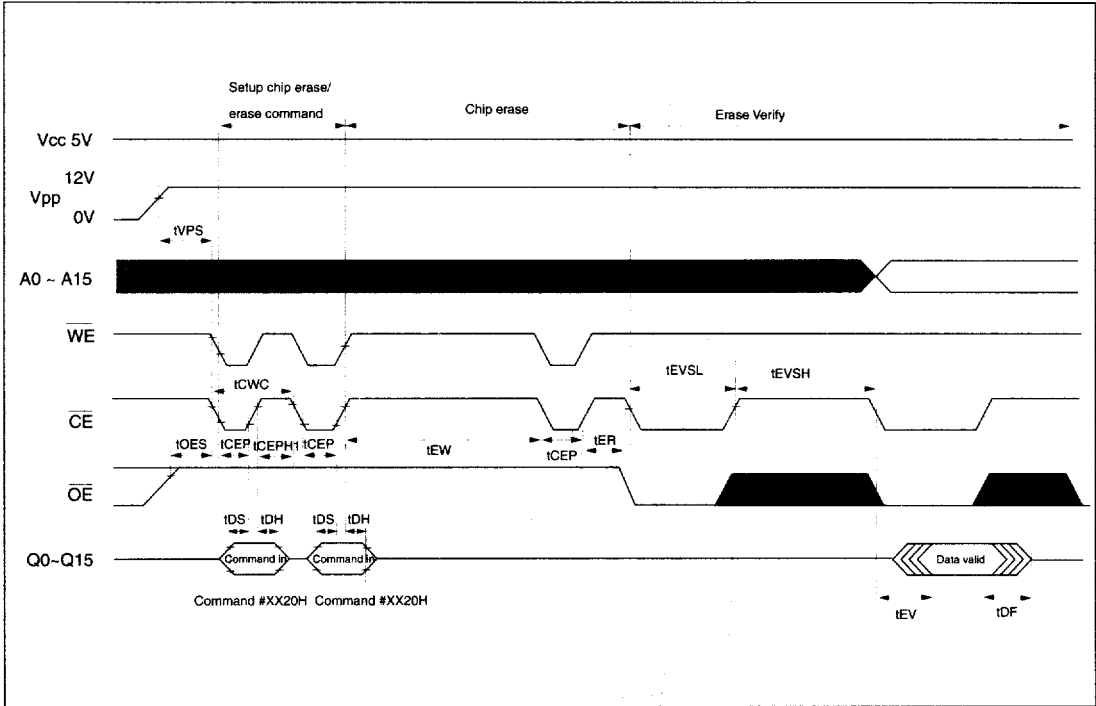 Setup chip erase/
erase command
Chip erase
Erase Verify
Vcc 5V
12V
Vpp
0V
tVPS
A0 ~ A15
WE
tCWC
tEVSL
tEVSH
CE
tOES
tCEP
tCEPH1
tCEP
tEW
tCEP
tER
OE
tDS
tDH
tDS
tDH
Q0~Q15
Command in
Command in
Data valid
Command #XX20H
Command #XX20H
tEV
tDF